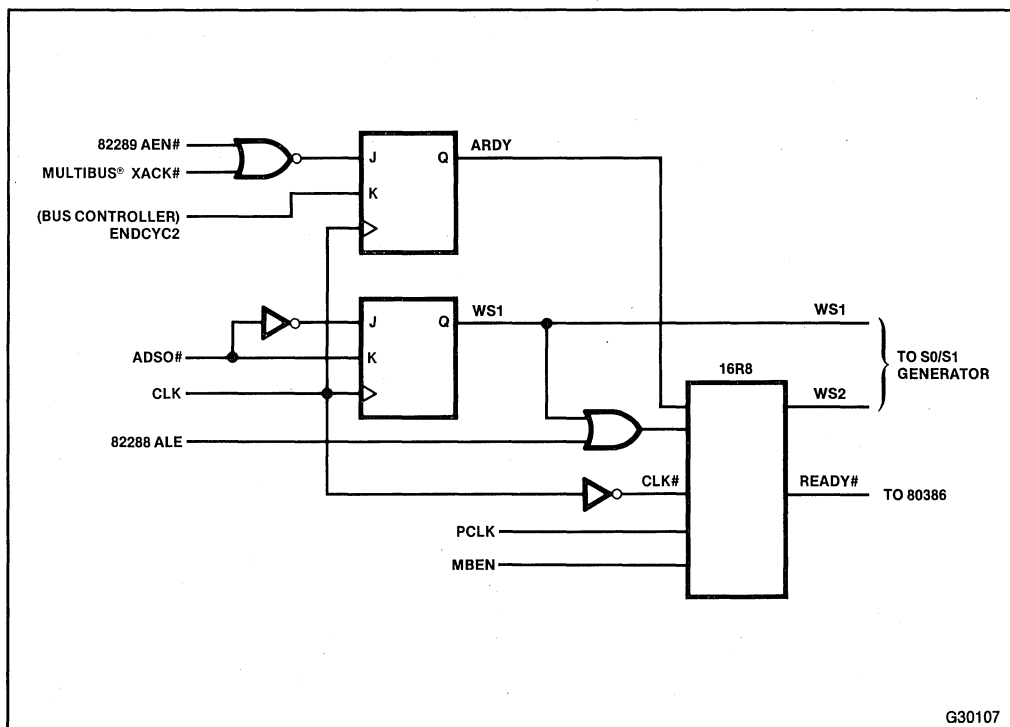 82289 AEN#
MULTIBUS® XACK#
(BUS CONTROLLER)
ENDCYC2
J
Q
K
ARDY
ADSO#
CLK
82288 ALE
J
Q
K
WS1
WS1
16R8
WS2
TO S0/S1
GENERATOR
CLK#
READY#
TO 80386
PCLK
MBEN
G30107